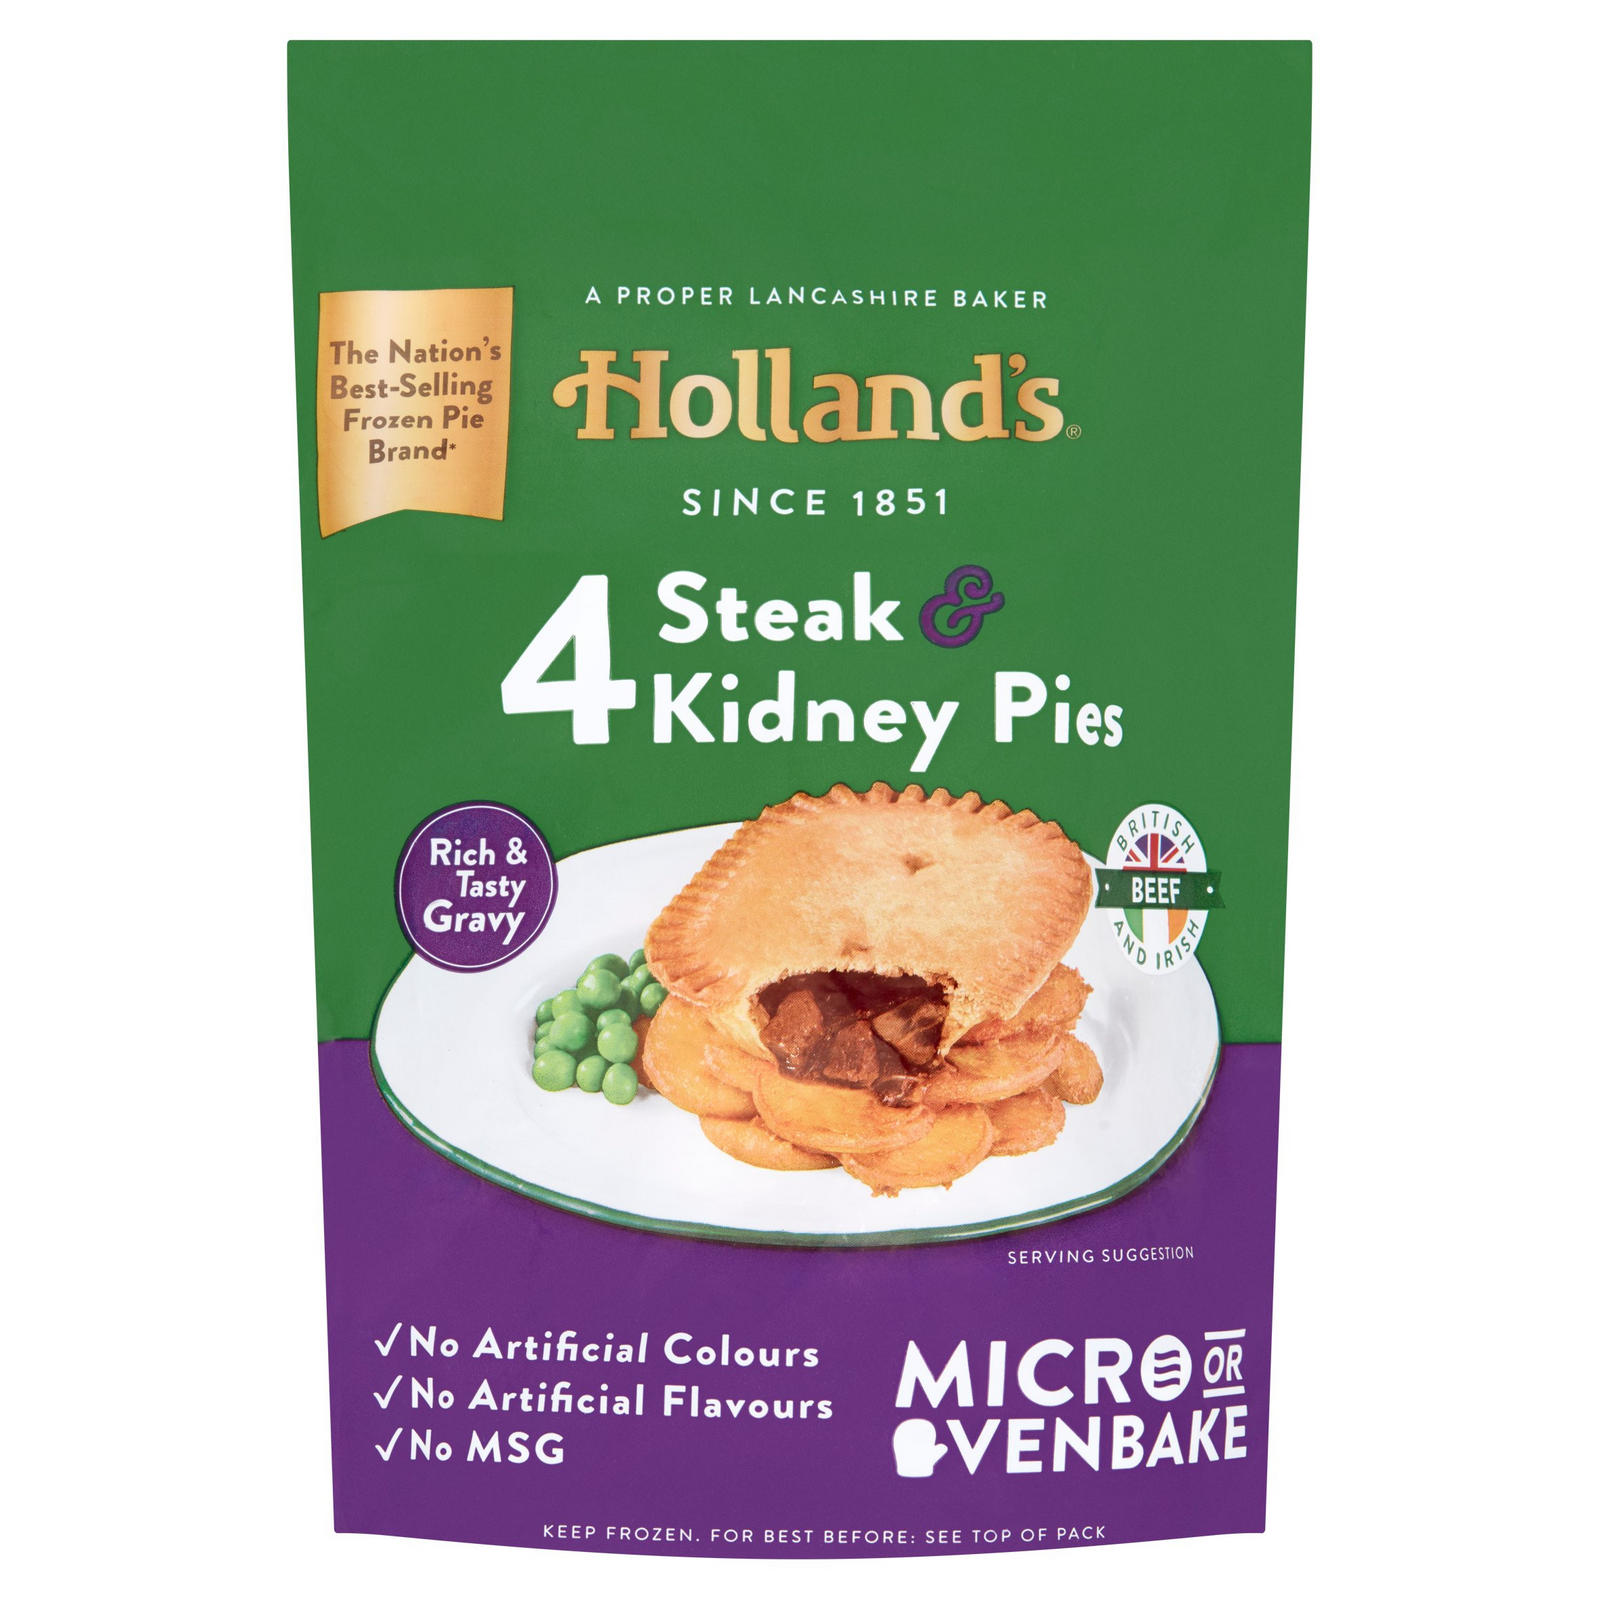 A PROPER LANCASHIRE BAKER
Holland's®
SINCE 1851
The Nation's
Best-Selling
Frozen Pie
Brand*
4 Steak &
Kidney Pies
Rich &
Tasty
Gravy
BRITISH
BEEF
AND IRISH
SERVING SUGGESTION
✓No Artificial Colours
✓No Artificial Flavours
✓No MSG
MICRO OR
OVENBAKE
KEEP FROZEN. FOR BEST BEFORE: SEE TOP OF PACK